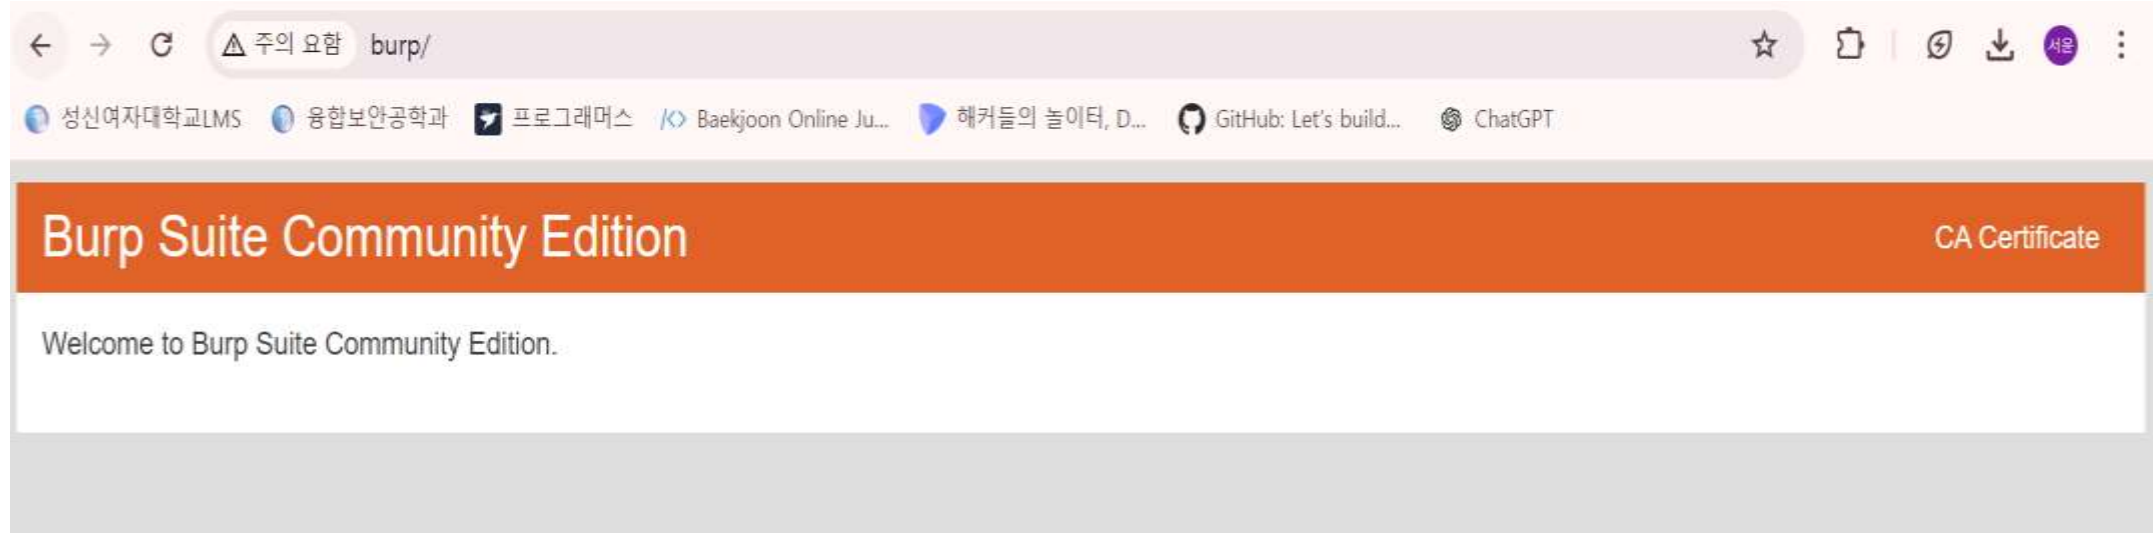 주의 요함 burp/ 서윤
성신여자대학교LMS 융합보안공학과 프로그래머스 Baekjoon Online Ju... 해커들의 놀이터, D... GitHub: Let's build... ChatGPT
Burp Suite Community Edition CA Certificate
Welcome to Burp Suite Community Edition.